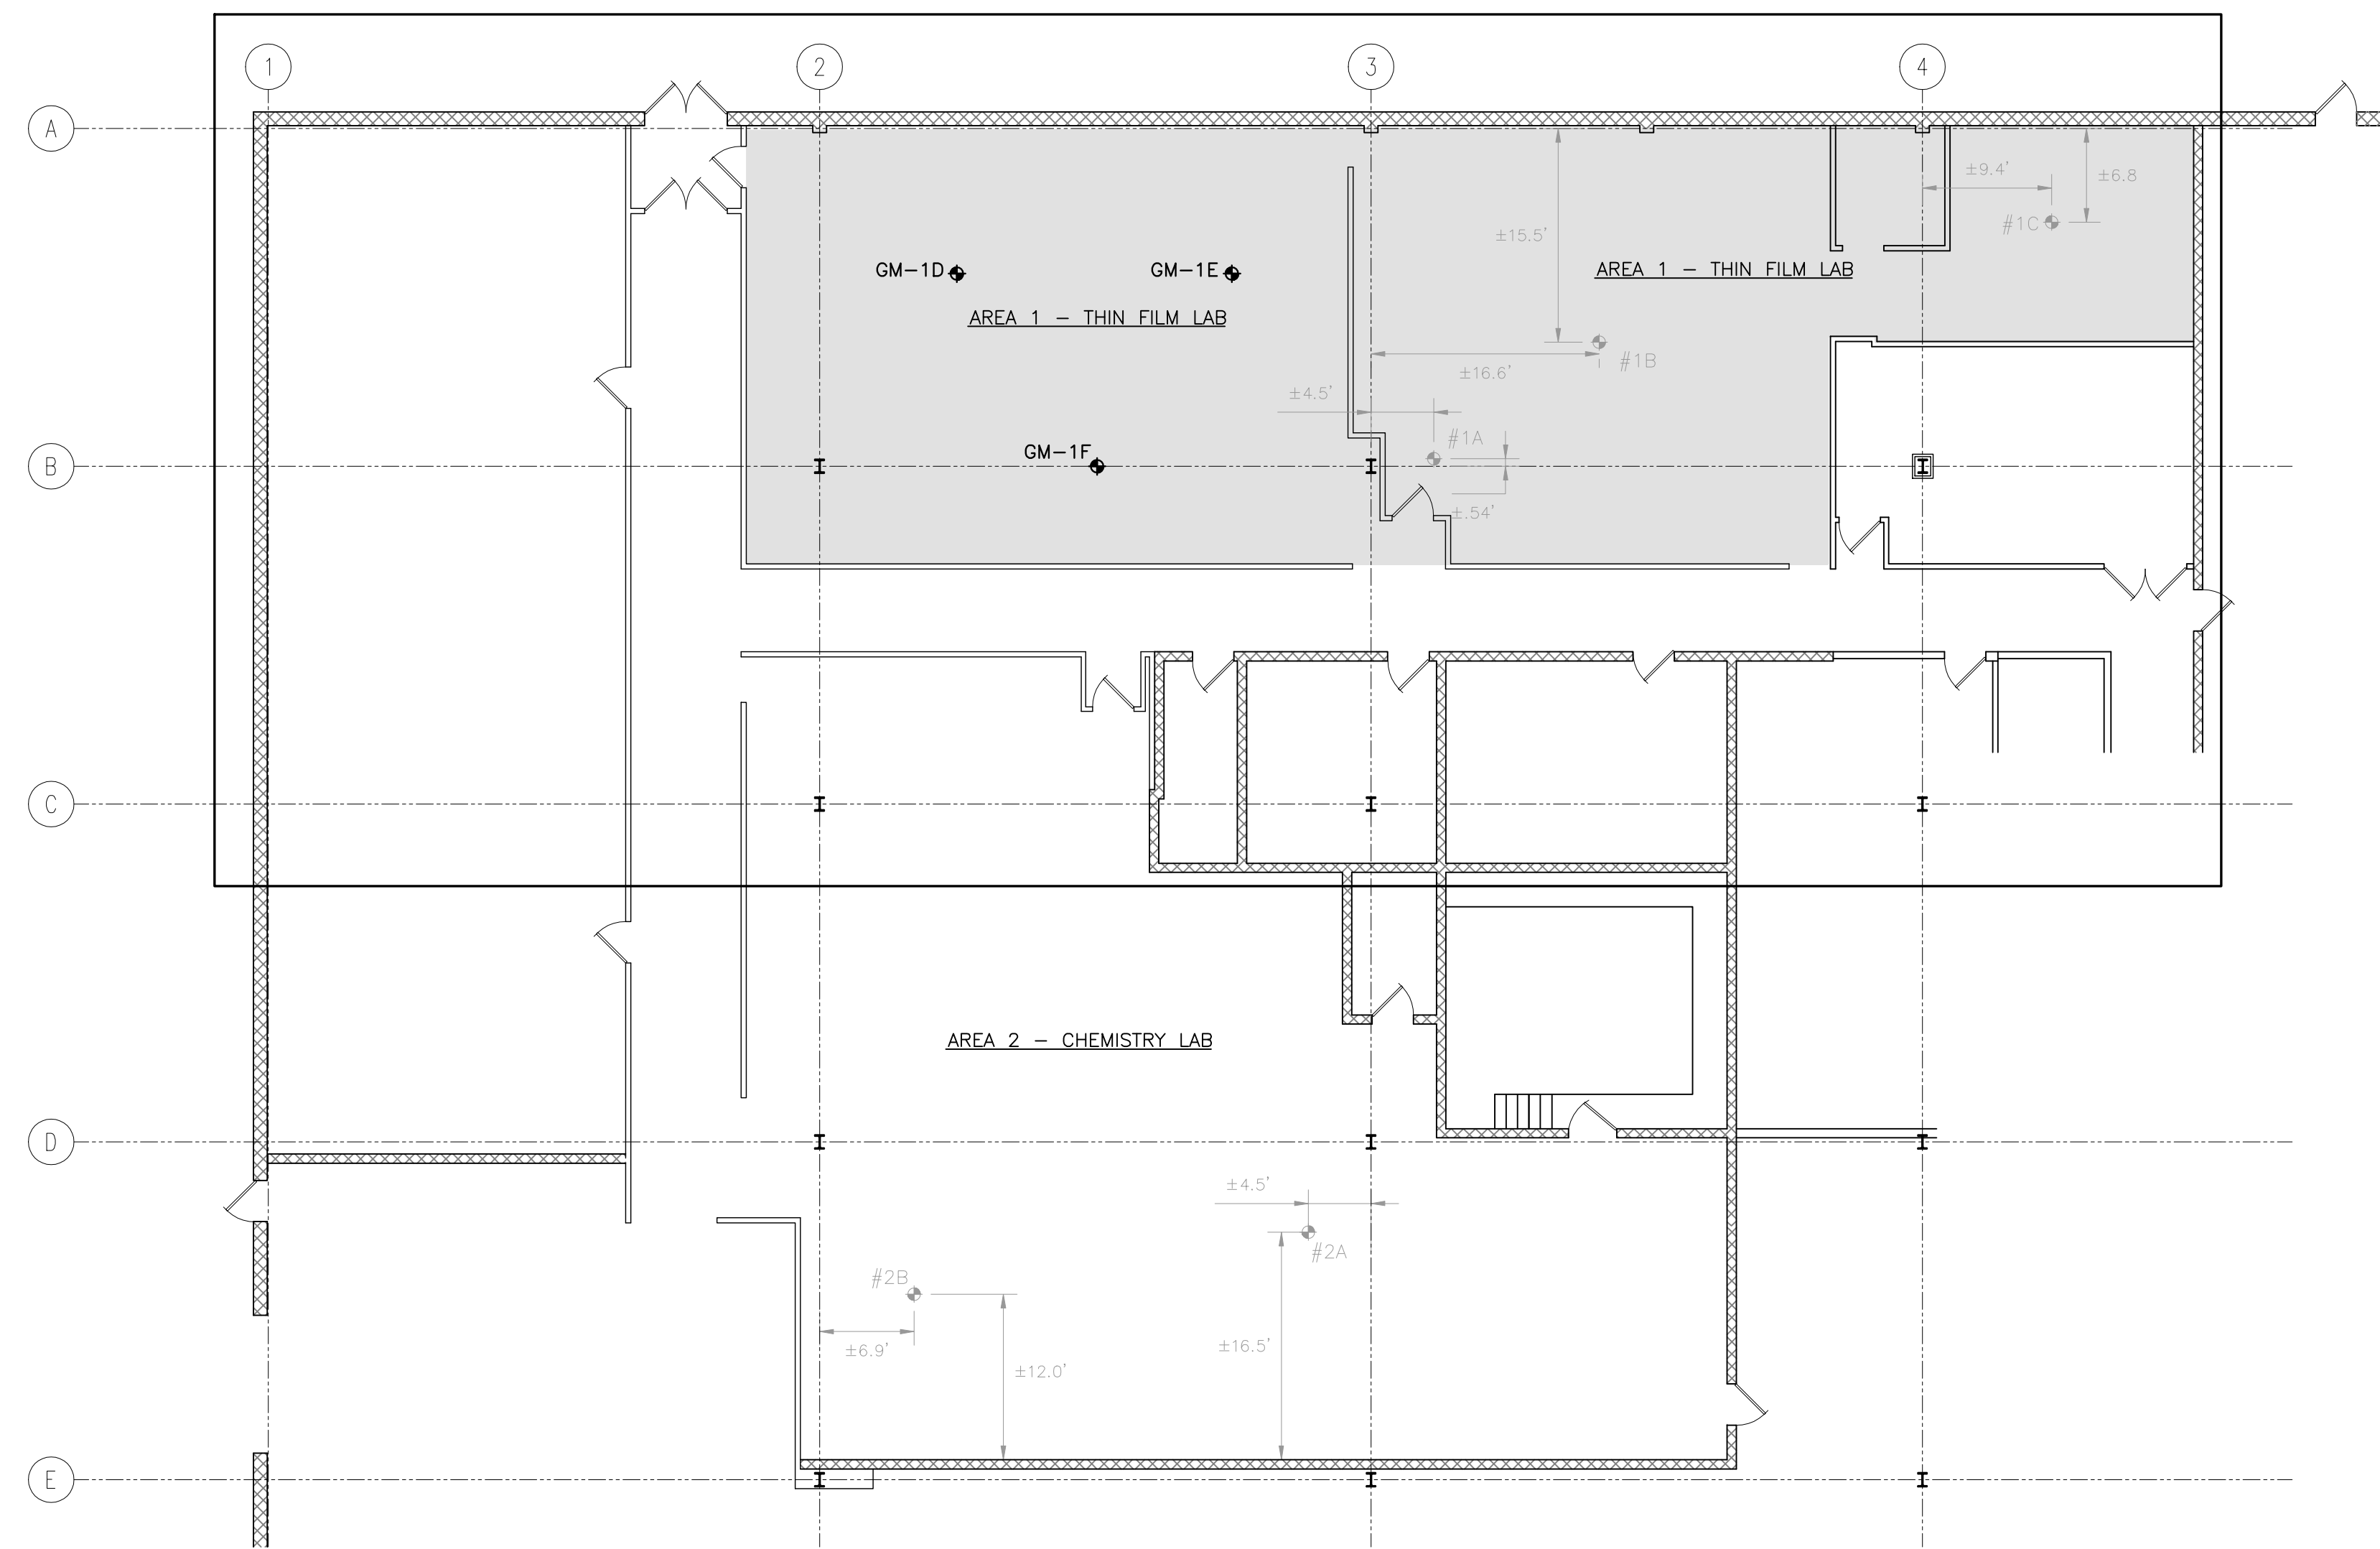 1
2
3
4
A
±9.4'
±6.8
#1C
±15.5'
GM-1D
GM-1E
AREA 1 - THIN FILM LAB
AREA 1 - THIN FILM LAB
#1B
±16.6'
±4.5'
#1A
GM-1F
B
±.54'
C
AREA 2 - CHEMISTRY LAB
D
±4.5'
#2A
#2B
±16.5'
±6.9'
±12.0'
E